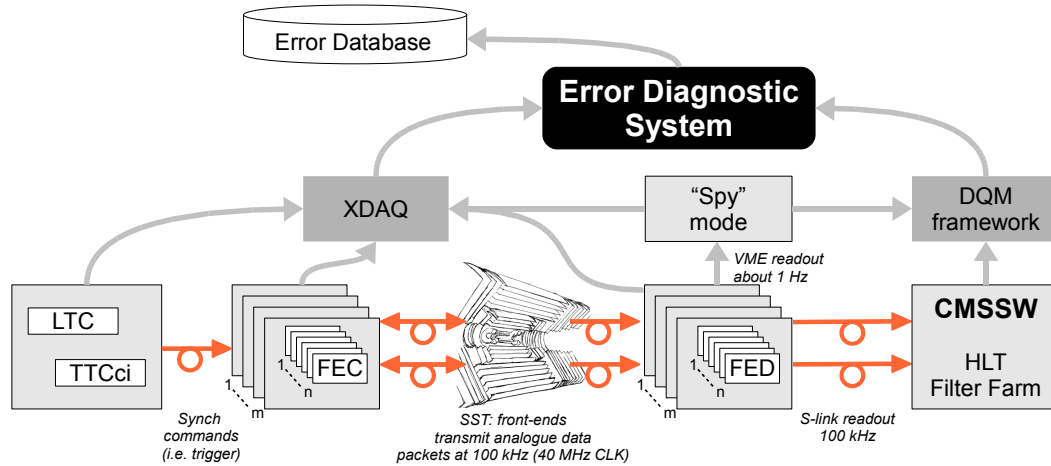 Error Database
Error Diagnostic
System
XDAQ
“Spy”
mode
DQM
framework
VME readout
about 1 Hz
LTC
TTCci
FEC
1
n
1
m
FED
1
n
1
m
CMSSW
HLT
Filter Farm
Synch
commands
(i.e. trigger)
SST: front-ends
transmit analogue data
packets at 100 kHz (40 MHz CLK)
S-link readout
100 kHz